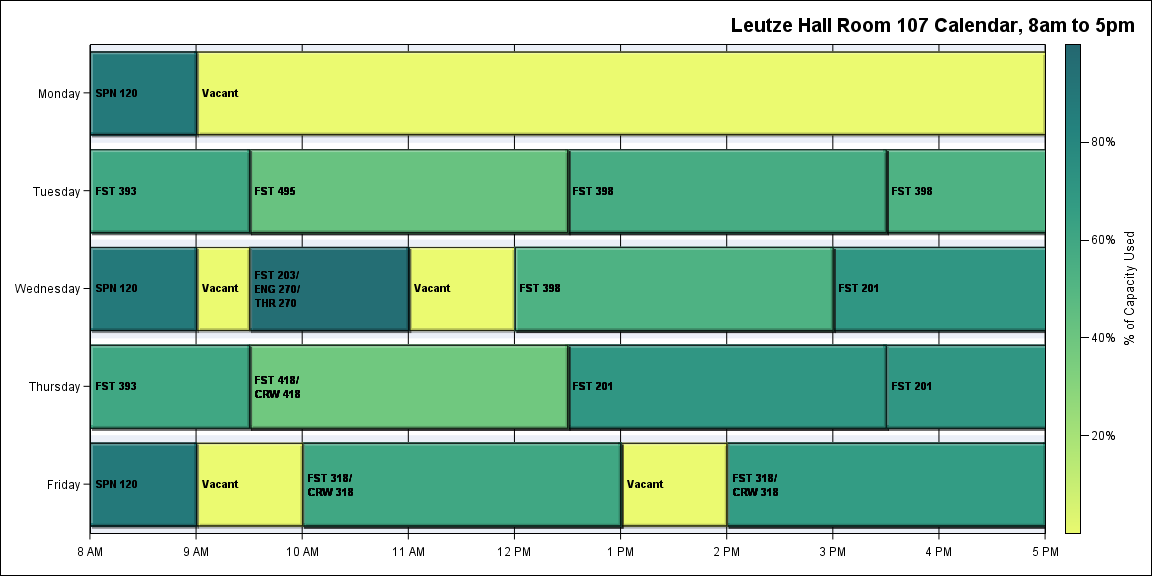 Leutze Hall Room 107 Calendar, 8am to 5pm
Monday
SPN 120
Vacant
Tuesday
FST 393
FST 495
FST 398
FST 398
Wednesday
SPN 120
Vacant
FST 203/
ENG 270/
THR 270
Vacant
FST 398
FST 201
Thursday
FST 393
FST 418/
CRW 418
FST 201
FST 201
Friday
SPN 120
Vacant
FST 318/
CRW 318
Vacant
FST 318/
CRW 318
8 AM
9 AM
10 AM
11 AM
12 PM
1 PM
2 PM
3 PM
4 PM
5 PM
80%
60%
40%
20%
% of Capacity Used